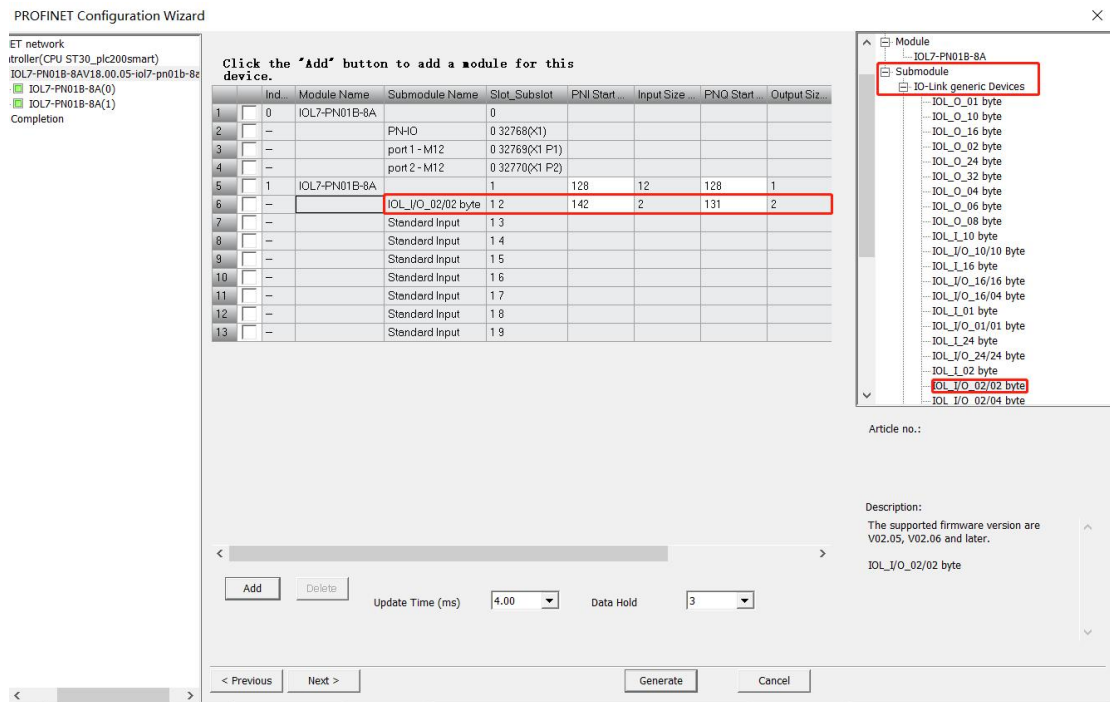 PROFINET Configuration Wizard
ET network
itroller(CPU ST30_plc200smart)
IOL7-PN01B-8AV18.00.05-iol7-pn01b-8a
IOL7-PN01B-8A(0)
IOL7-PN01B-8A(1)
Completion
Click the "Add" button to add a module for this
device.
Ind... Module Name Submodule Name Slot_Subslot PNI Start ... Input Size ... PNQ Start ... Output Siz...
1 0 IOL7-PN01B-8A 0
2 – PN-IO 0 32768(X1)
3 – port 1 - M12 0 32769(X1 P1)
4 – port 2 - M12 0 32770(X1 P2)
5 1 IOL7-PN01B-8A 1 128 12 128 1
6 – IOL_I/O_02/02 byte 1 2 142 2 131 2
7 – Standard Input 1 3
8 – Standard Input 1 4
9 – Standard Input 1 5
10 – Standard Input 1 6
11 – Standard Input 1 7
12 – Standard Input 1 8
13 – Standard Input 1 9
Add Delete Update Time (ms) 4.00 Data Hold 3
< Previous Next > Generate Cancel
Module
IOL7-PN01B-8A
Submodule
IO-Link generic Devices
IOL_O_01 byte
IOL_O_10 byte
IOL_O_16 byte
IOL_O_02 byte
IOL_O_24 byte
IOL_O_32 byte
IOL_O_04 byte
IOL_O_06 byte
IOL_O_08 byte
IOL_I_10 byte
IOL_I/O_10/10 Byte
IOL_I_16 byte
IOL_I/O_16/16 byte
IOL_I/O_16/04 byte
IOL_I_01 byte
IOL_I/O_01/01 byte
IOL_I_24 byte
IOL_I/O_24/24 byte
IOL_I_02 byte
IOL_I/O_02/02 byte
IOL_I/O_02/04 byte
Article no.:
Description:
The supported firmware version are
V02.05, V02.06 and later.
IOL_I/O_02/02 byte